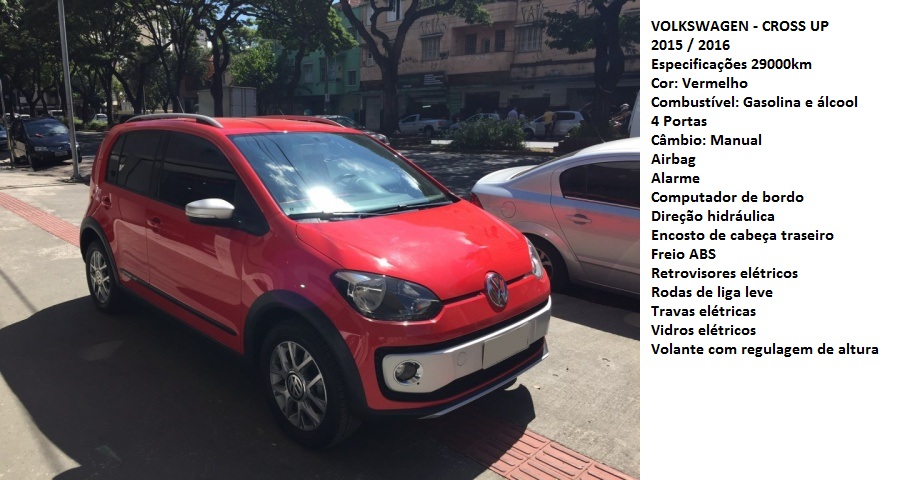 VOLKSWAGEN - CROSS UP
2015 / 2016
Especificações 29000km
Cor: Vermelho
Combustível: Gasolina e álcool
4 Portas
Câmbio: Manual
Airbag
Alarme
Computador de bordo
Direção hidráulica
Encosto de cabeça traseiro
Freio ABS
Retrovisores elétricos
Rodas de liga leve
Travas elétricas
Vidros elétricos
Volante com regulagem de altura